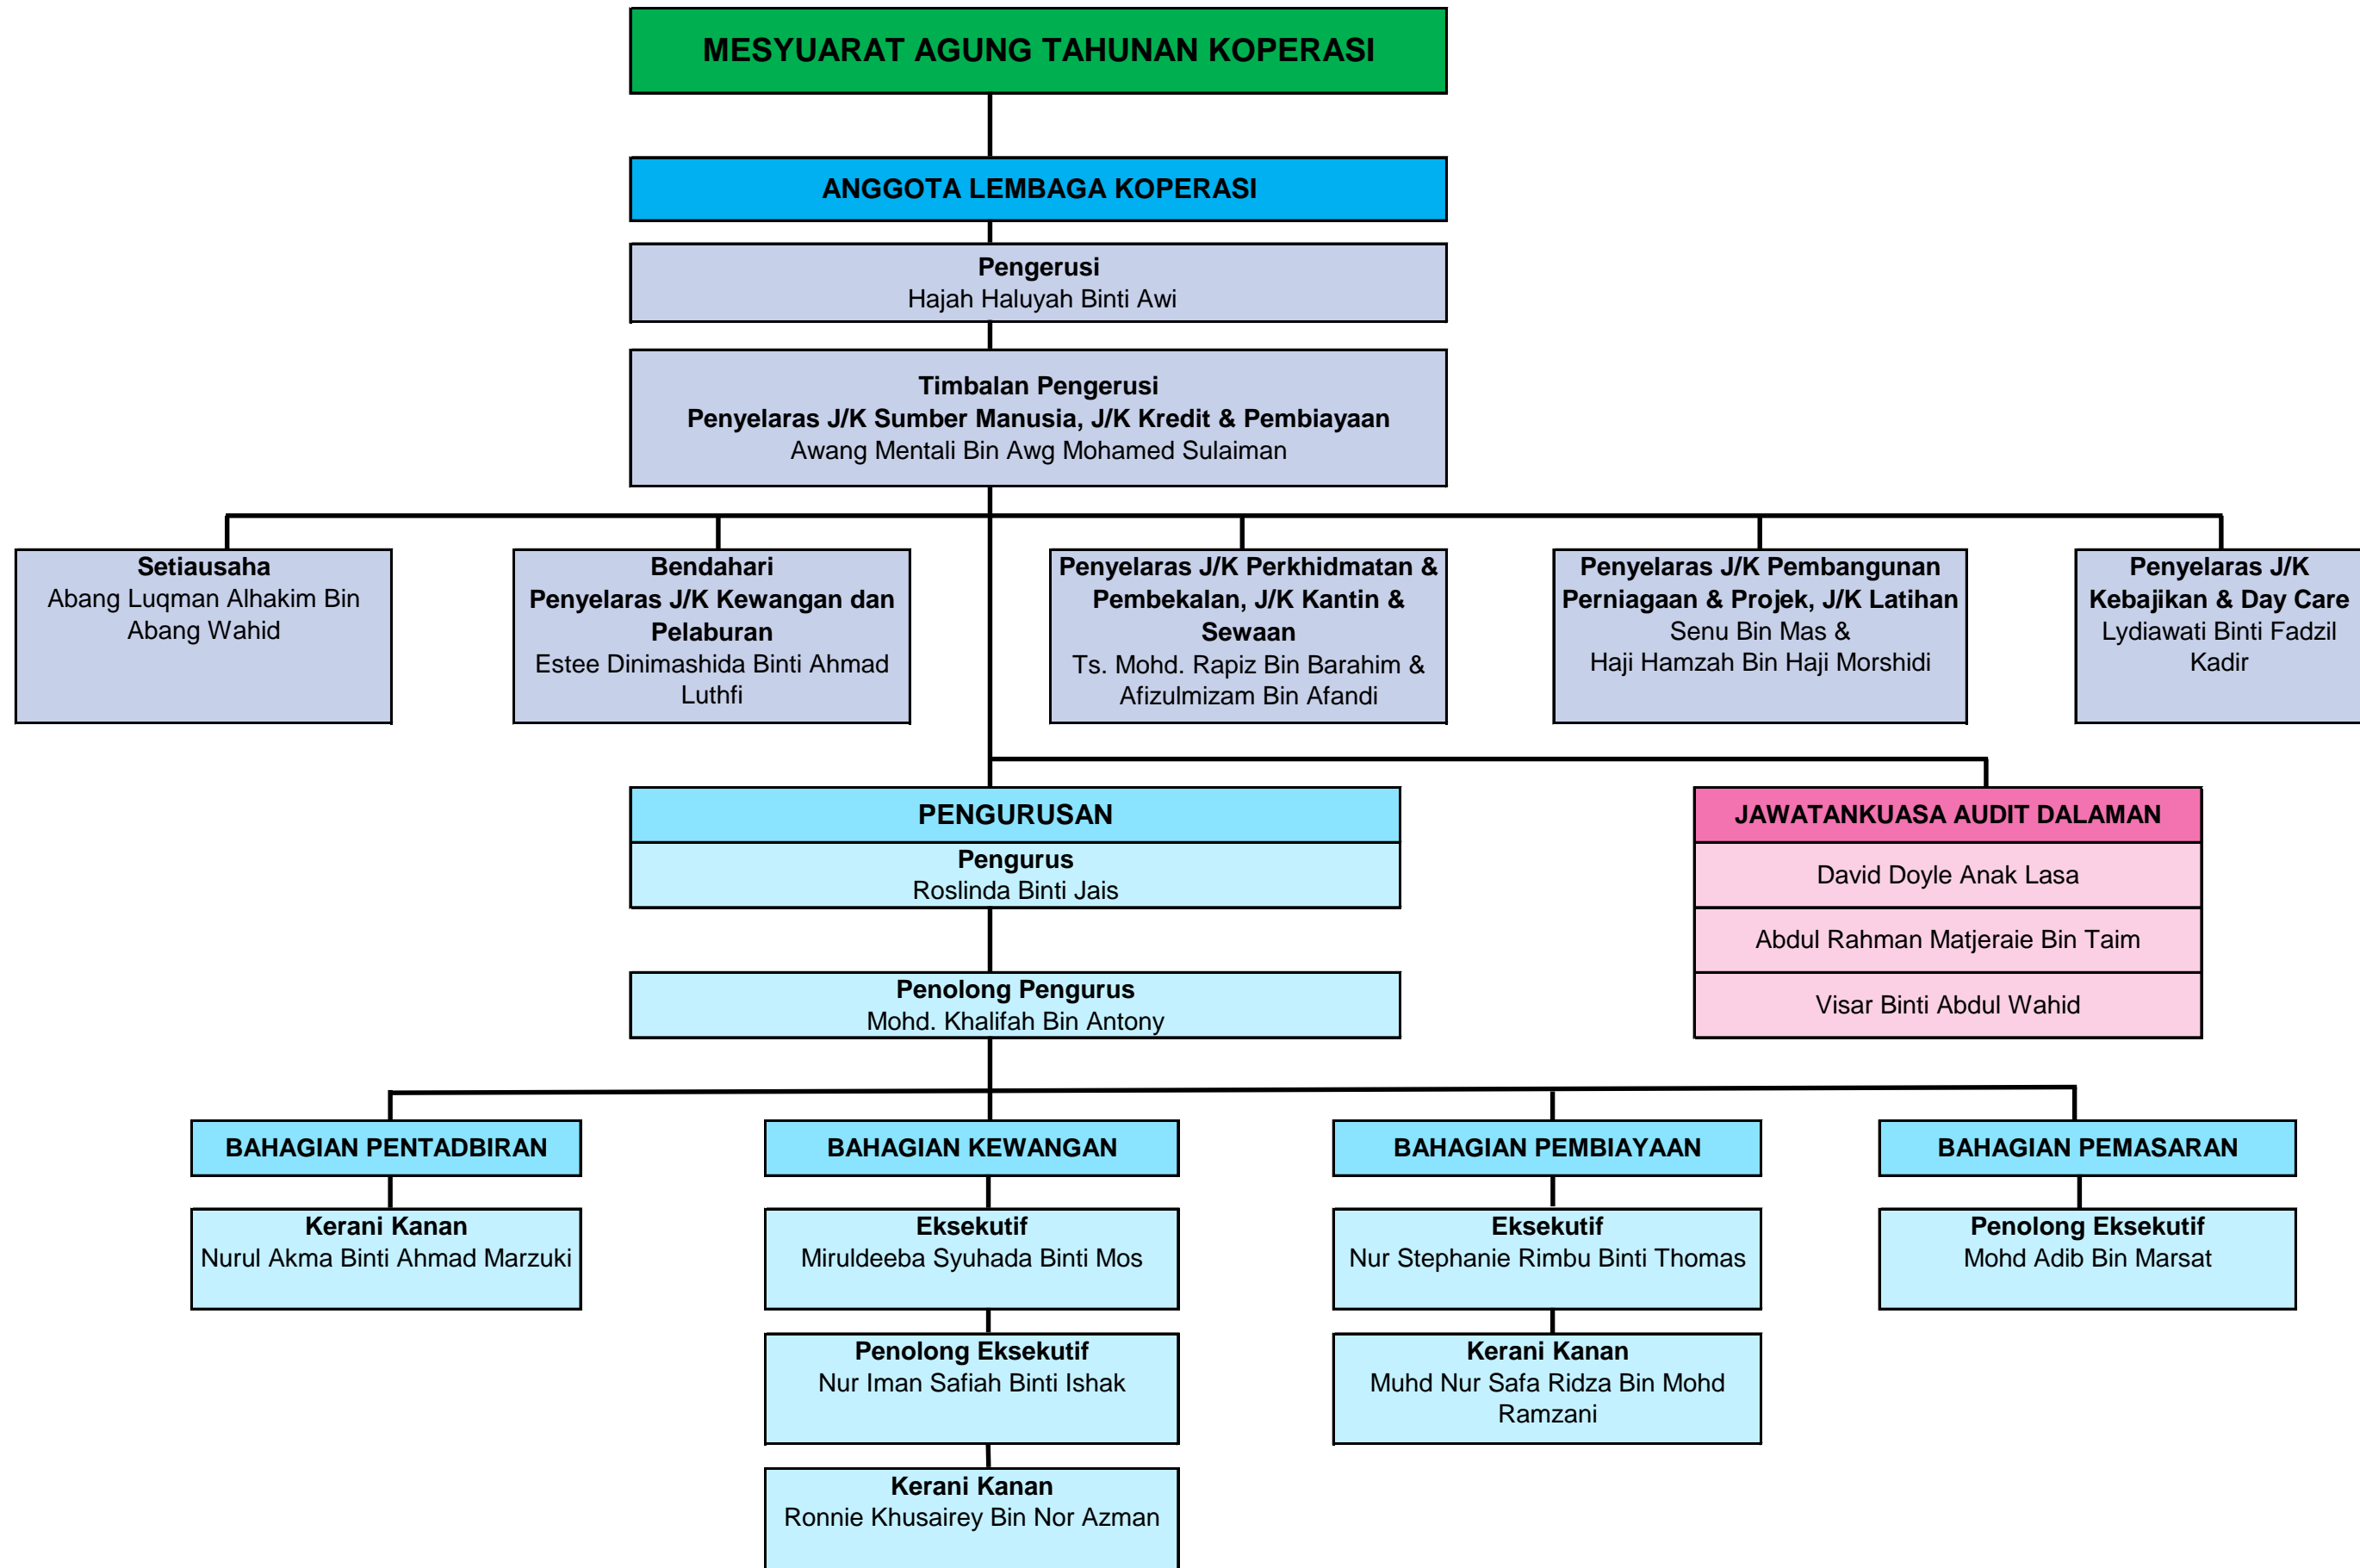 MESYUARAT AGUNG TAHUNAN KOPERASI
ANGGOTA LEMBAGA KOPERASI
Pengerusi
Hajah Haluyah Binti Awi
Timbalan Pengerusi
Penyelaras J/K Sumber Manusia, J/K Kredit & Pembiayaan
Awang Mentali Bin Awg Mohamed Sulaiman
Setiausaha
Abang Luqman Alhakim Bin
Abang Wahid
Bendahari
Penyelaras J/K Kewangan dan
Pelaburan
Estee Dinimashida Binti Ahmad
Luthfi
Penyelaras J/K Perkhidmatan &
Pembekalan, J/K Kantin &
Sewaan
Ts. Mohd. Rapiz Bin Barahim &
Afizulmizam Bin Afandi
Penyelaras J/K Pembangunan
Perniagaan & Projek, J/K Latihan
Senu Bin Mas &
Haji Hamzah Bin Haji Morshidi
Penyelaras J/K
Kebajikan & Day Care
Lydiawati Binti Fadzil
Kadir
PENGURUSAN
Pengurus
Roslinda Binti Jais
Penolong Pengurus
Mohd. Khalifah Bin Antony
JAWATANKUASA AUDIT DALAMAN
David Doyle Anak Lasa
Abdul Rahman Matjeraie Bin Taim
Visar Binti Abdul Wahid
BAHAGIAN PENTADBIRAN
Kerani Kanan
Nurul Akma Binti Ahmad Marzuki
BAHAGIAN KEWANGAN
Eksekutif
Miruldeeba Syuhada Binti Mos
Penolong Eksekutif
Nur Iman Safiah Binti Ishak
Kerani Kanan
Ronnie Khusairey Bin Nor Azman
BAHAGIAN PEMBIAYAAN
Eksekutif
Nur Stephanie Rimbu Binti Thomas
Kerani Kanan
Muhd Nur Safa Ridza Bin Mohd
Ramzani
BAHAGIAN PEMASARAN
Penolong Eksekutif
Mohd Adib Bin Marsat